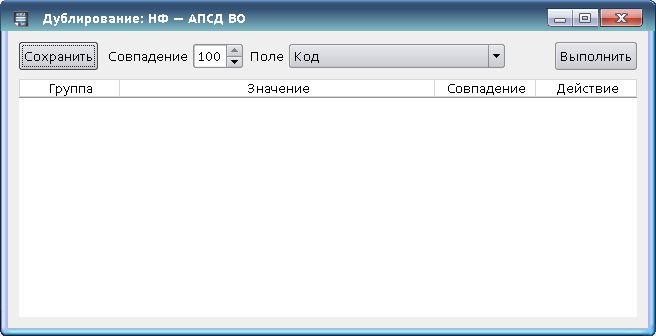 Дублирование: НФ — АПСД ВО
Сохранить Совпадение 100 Поле Код Выполнить
Группа Значение Совпадение Действие